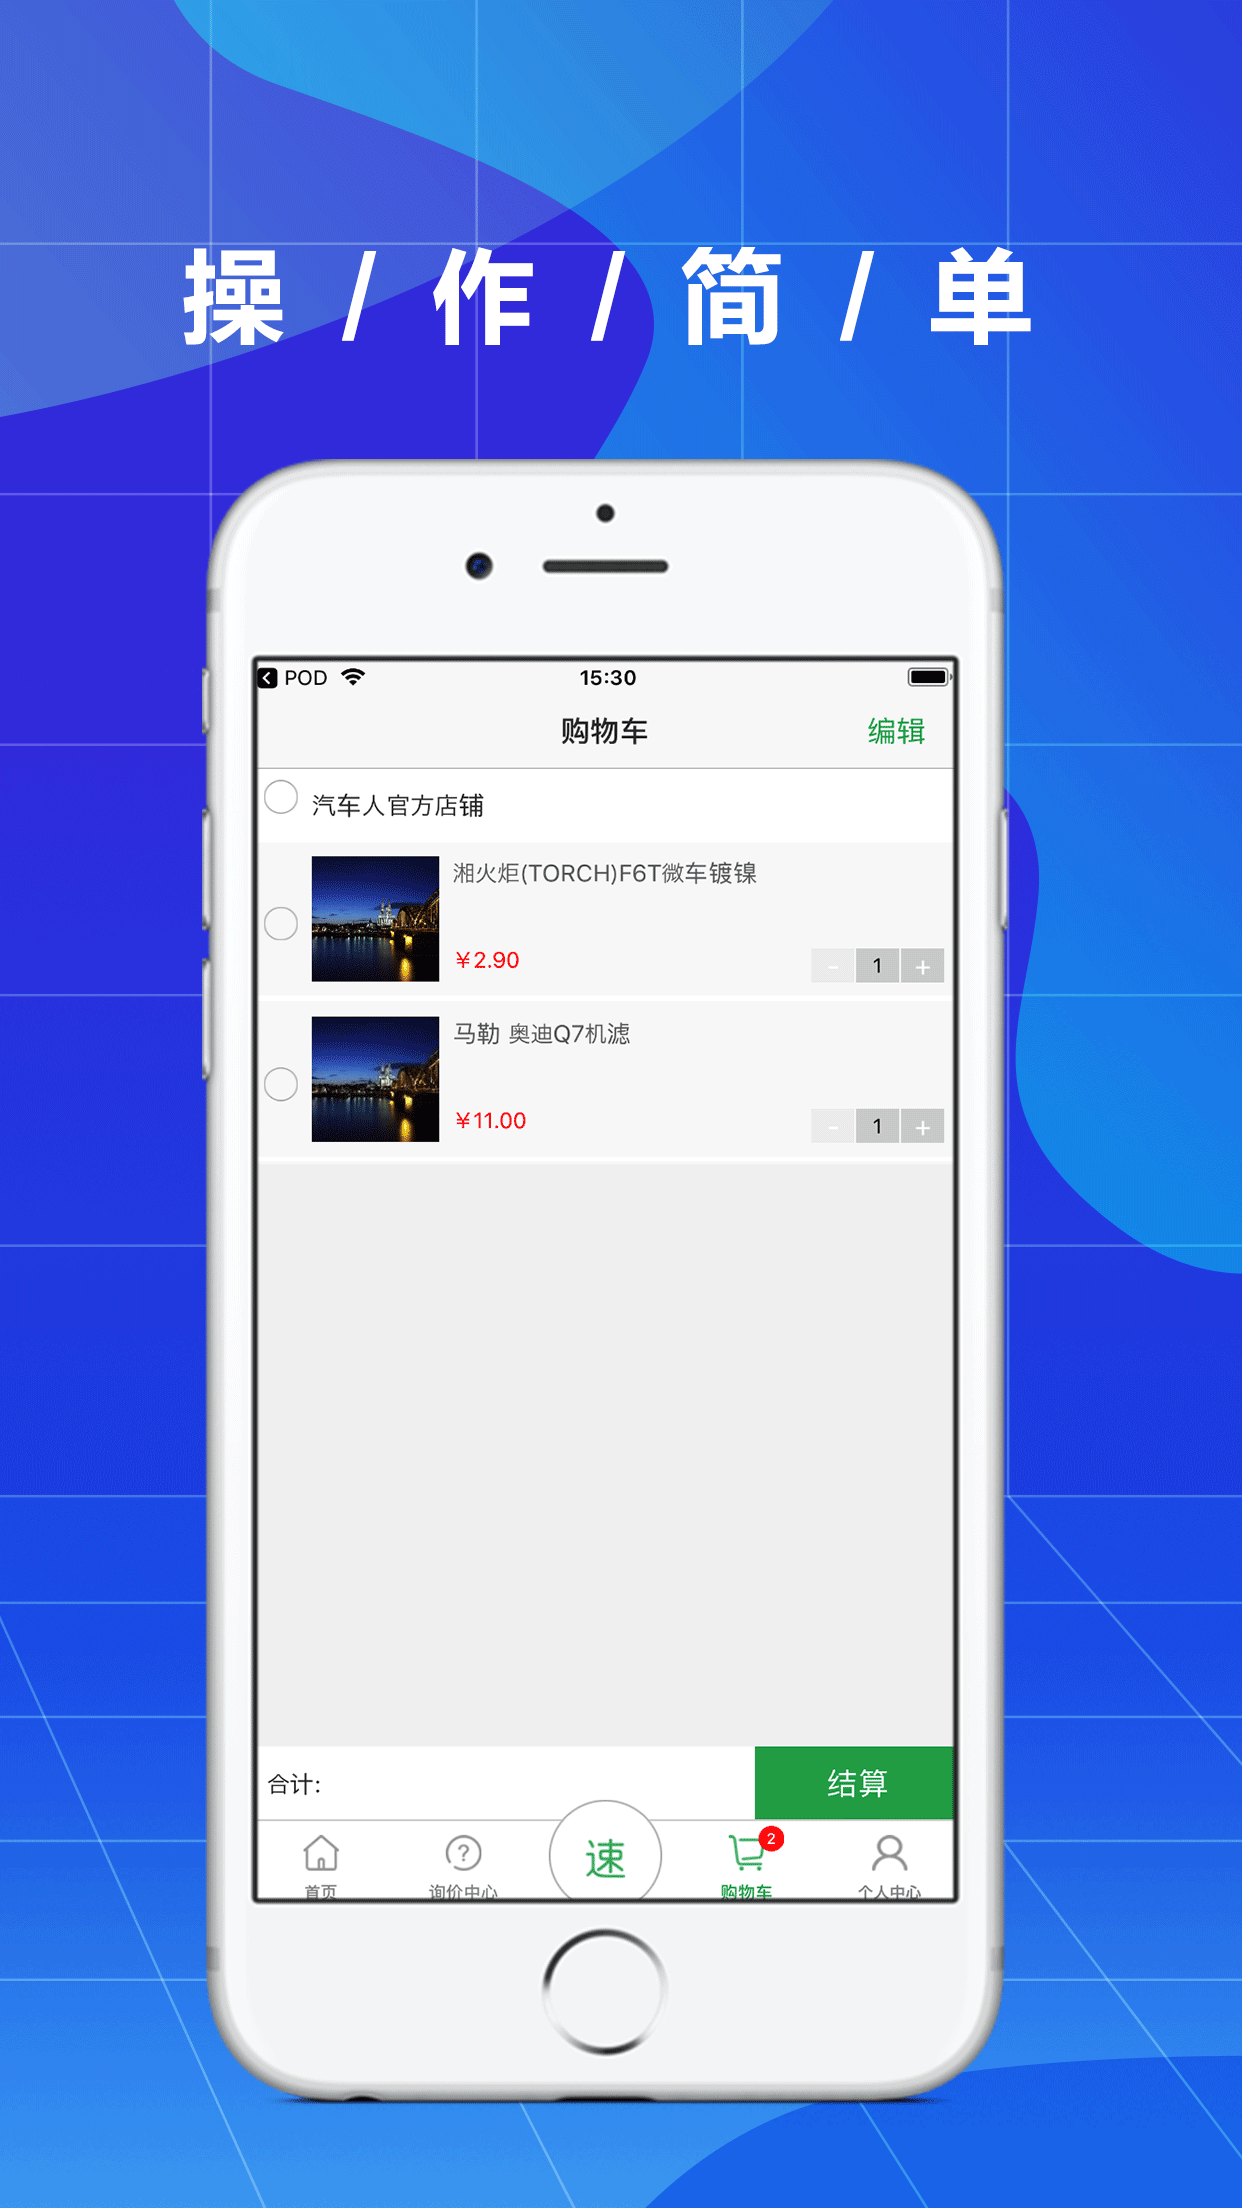 操 / 作 / 简 / 单
POD 15:30
购物车 编辑
汽车人官方店铺
湘火炬(TORCH)F6T微车镀镍
¥2.90 - 1 +
马勒 奥迪Q7机滤
¥11.00 - 1 +
合计: 结算
速 2
首页 询价中心 购物车 个人中心